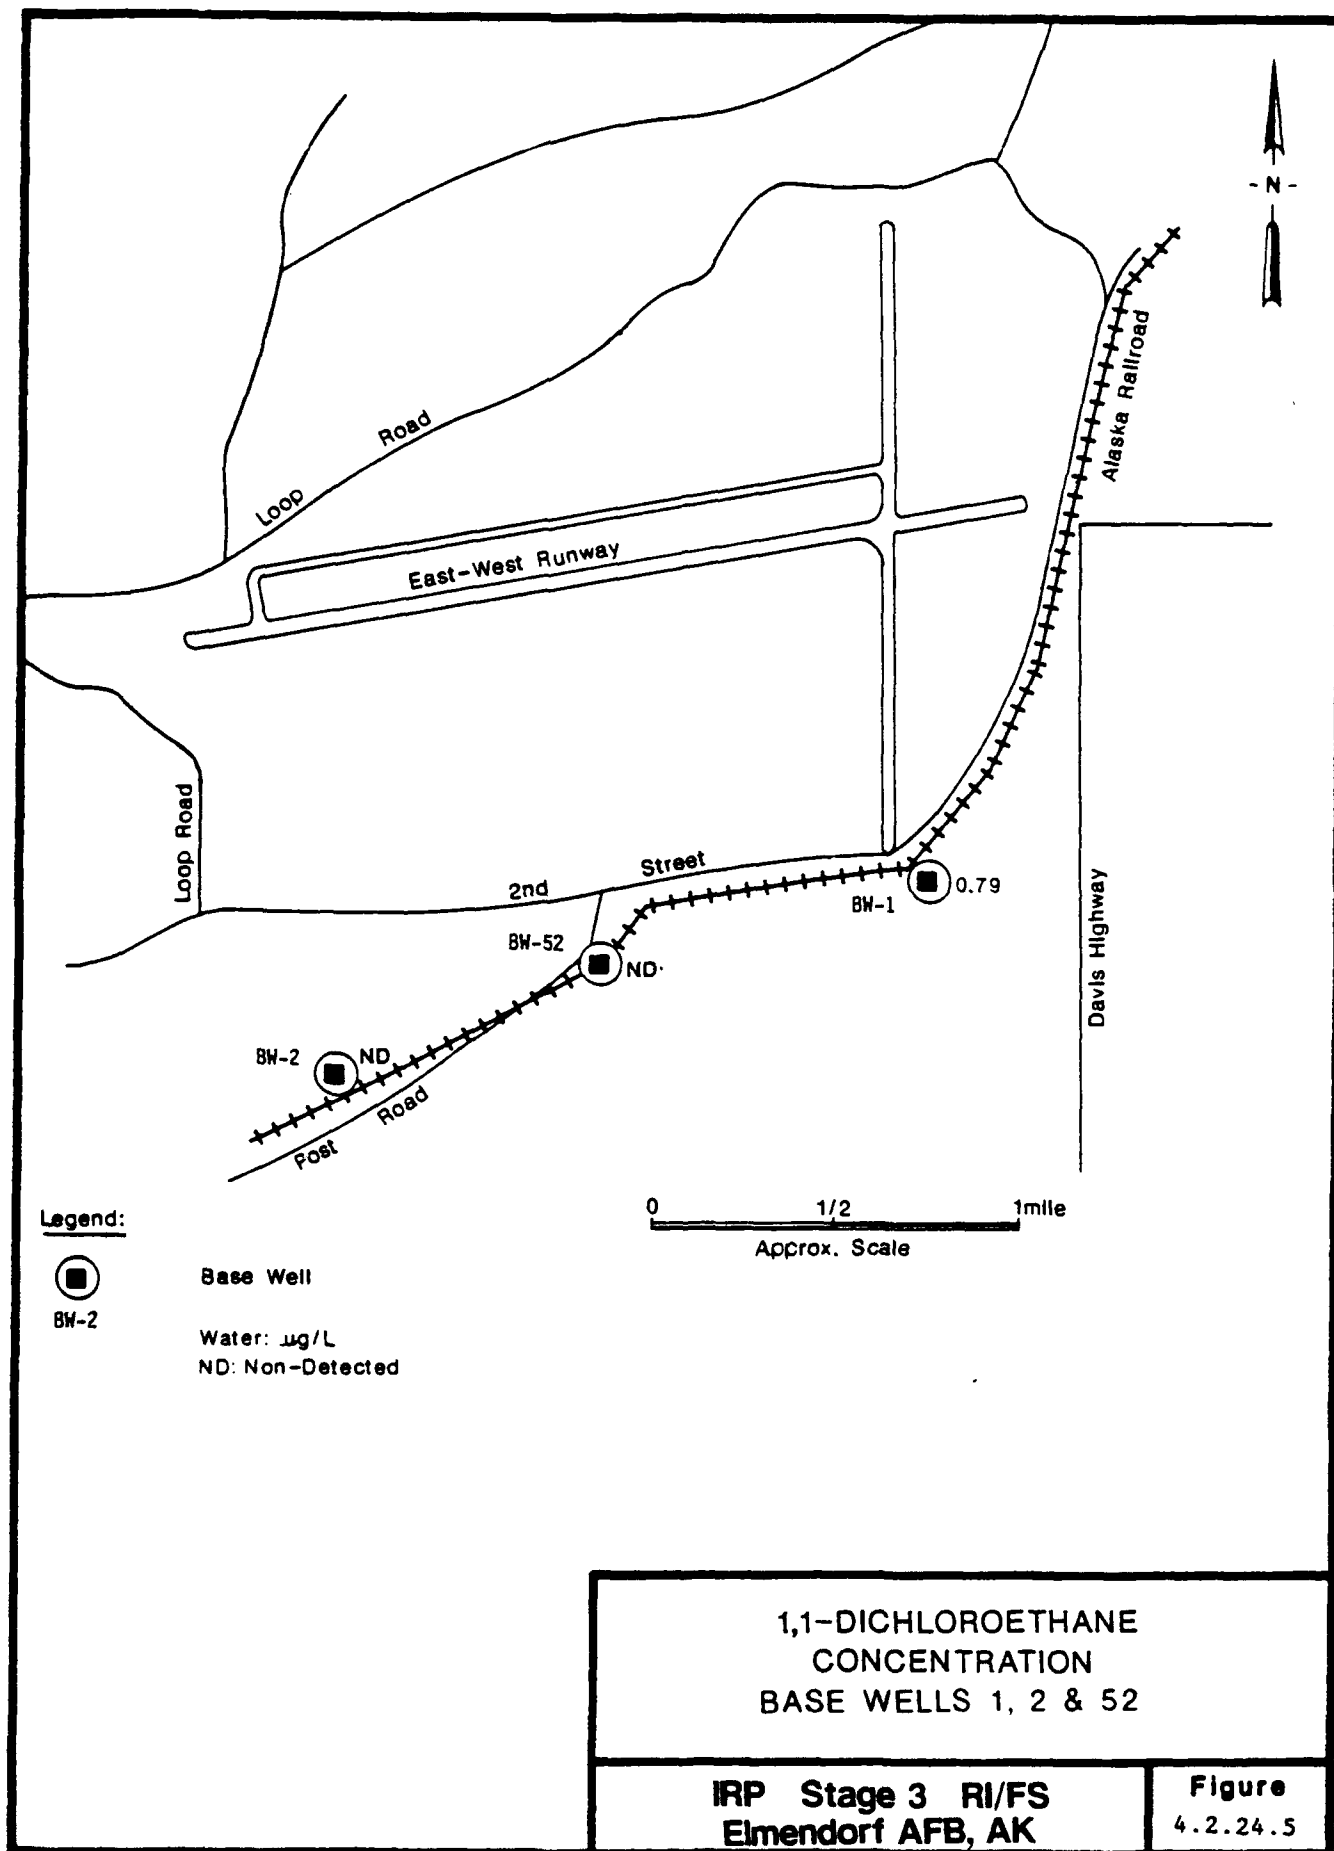 - N -
Alaska Railroad
Road
Loop
East-West Runway
Loop Road
Street
2nd
BW-1
0.79
Davis Highway
BW-52
ND
BW-2
ND
Road
Post
0 1/2 1mile
Approx. Scale
Legend:
Base Well
BW-2
Water: µg/L
ND: Non-Detected
1,1-DICHLOROETHANE
CONCENTRATION
BASE WELLS 1, 2 & 52
IRP Stage 3 RI/FS
Elmendorf AFB, AK
Figure
4.2.24.5